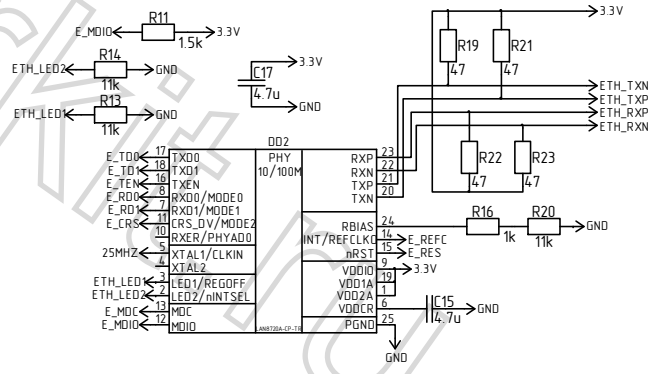 R11
E_MDIO
3.3V
1.5k
R14
ETH_LED2
GND
11k
R13
ETH_LED1
GND
11k
3.3V
C17
4.7u
GND
3.3V
R19
R21
47
47
ETH_TXN
ETH_TXP
ETH_RXP
ETH_RXN
R22
R23
47
47
DD2
PHY
10/100M
E_TD0 17 TXD0
E_TD1 18 TXD1
E_TEN 16 TXEN
E_RD0 8 RXD0/MODE0
E_RD1 7 RXD1/MODE1
E_CRS 11 CRS_DV/MODE2
10 RXER/PHYAD0
25MHZ 5 XTAL1/CLKIN
4 XTAL2
ETH_LED1 3 LED1/REGOFF
ETH_LED2 2 LED2/nINTSEL
E_MDC 13 MDC
E_MDIO 12 MDIO
LAN8720A-CP-TR
RXP 23
RXN 22
TXP 21
TXN 20
RBIAS 24
R16
1k
R20
11k
GND
INT/REFCLKO 14 E_REFC
nRST 15 E_RES
VDDIO 9 3.3V
VDD1A 19
VDD2A 1
VDDCR 6
C15
4.7u
GND
PGND 25
GND